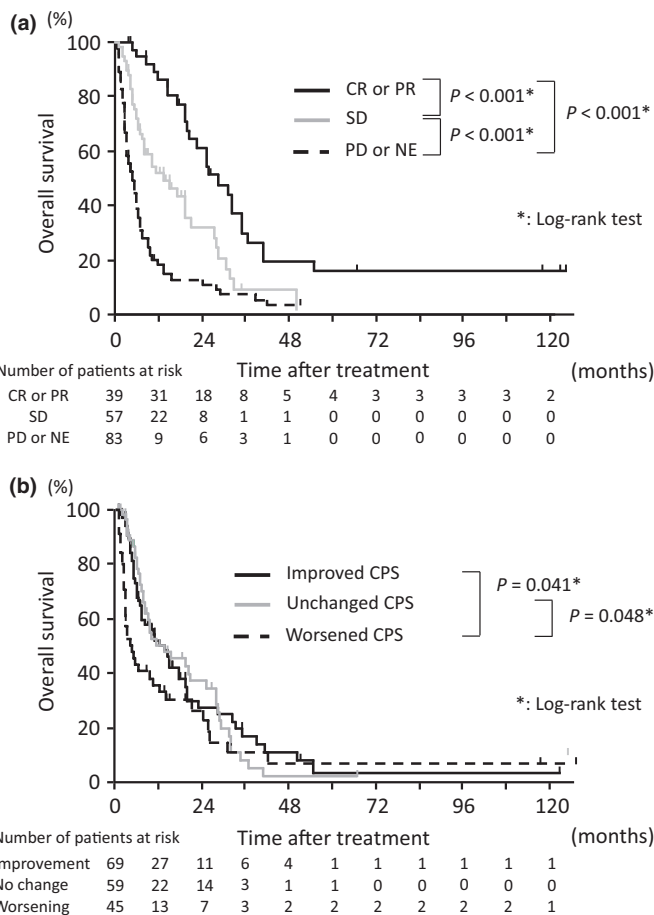 (a) (%)
100
80
60
40
20
0
Overall survival
CR or PR
SD
PD or NE
P < 0.001*
P < 0.001*
P < 0.001*
*: Log-rank test
0 24 48 72 96 120
Number of patients at risk Time after treatment (months)
CR or PR 39 31 18 8 5 4 3 3 3 3 2
SD 57 22 8 1 1 0 0 0 0 0 0
PD or NE 83 9 6 3 1 0 0 0 0 0 0
(b) (%)
100
80
60
40
20
0
Overall survival
Improved CPS
Unchanged CPS
Worsened CPS
P = 0.041*
P = 0.048*
*: Log-rank test
0 24 48 72 96 120
Number of patients at risk Time after treatment (months)
mprovement 69 27 11 6 4 1 1 1 1 1 1
No change 59 22 14 3 1 1 0 0 0 0 0
Worsening 45 13 7 3 2 2 2 2 2 2 1